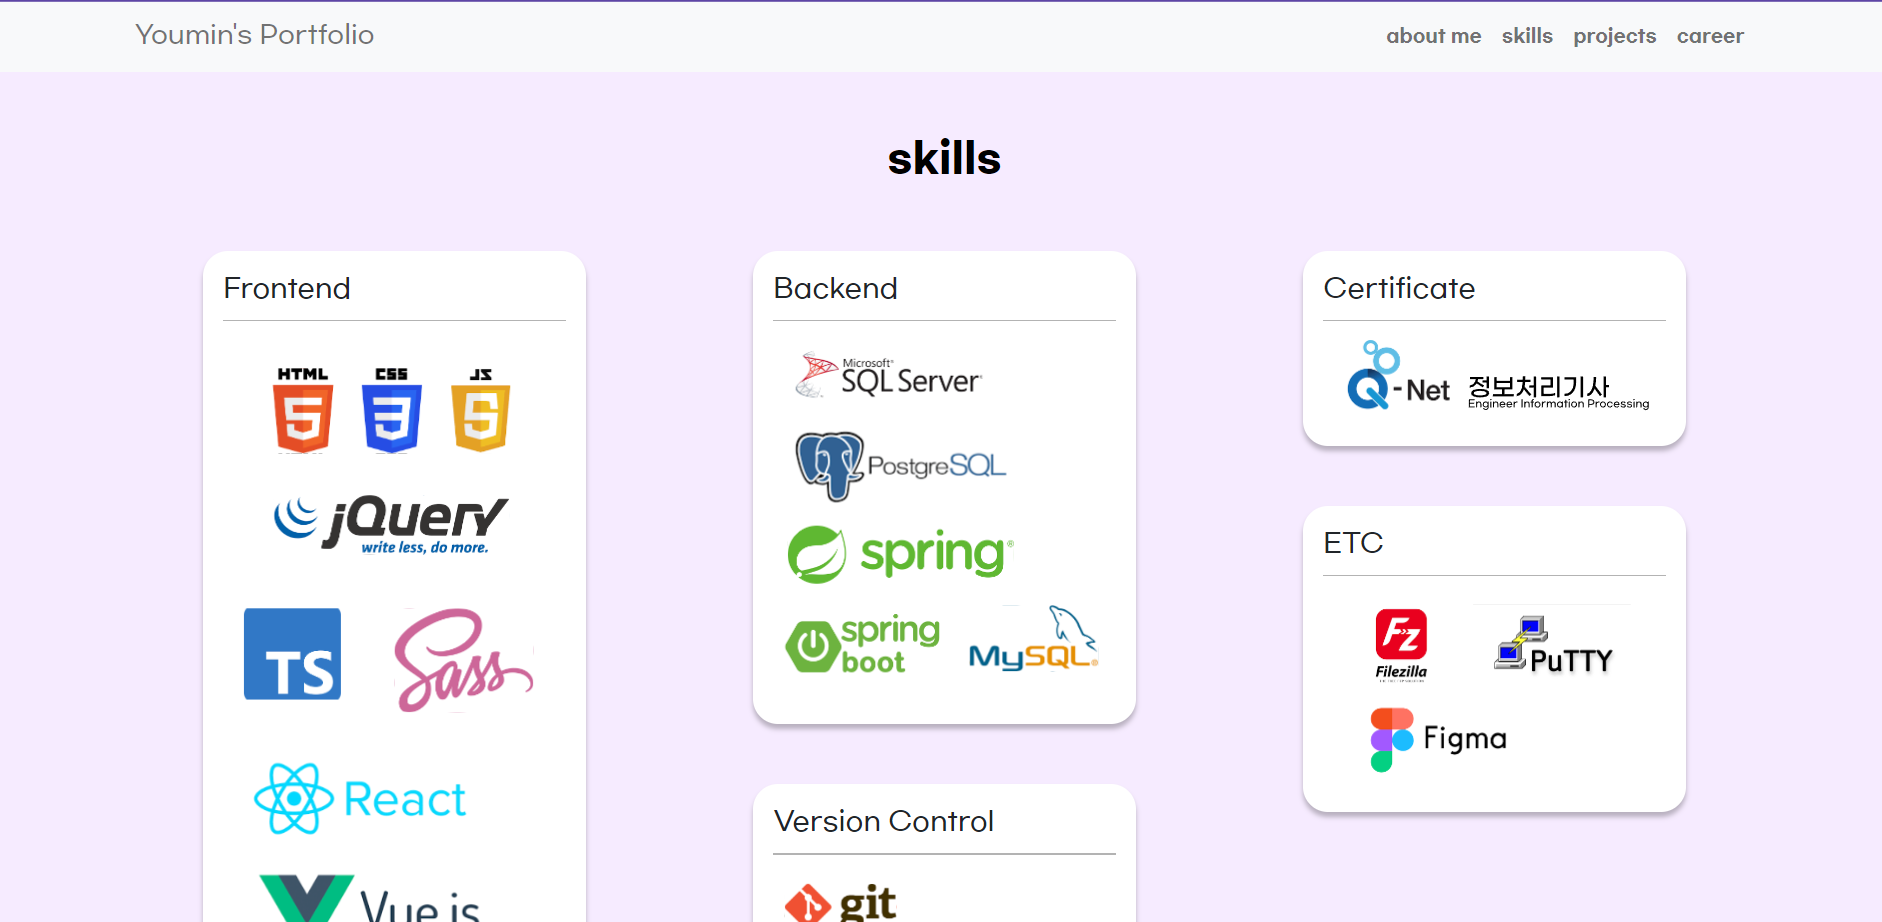 Youmin's Portfolio
about me skills projects career
skills
Frontend
HTML CSS JS
5 3 5
jQuery
write less, do more.
TS
Sass
React
Vue.js
Backend
Microsoft®
SQL Server
PostgreSQL
spring®
spring
boot
MySQL®
Version Control
git
Certificate
Q-Net
정보처리기사
Engineer Information Processing
ETC
Fz
Filezilla
PuTTY
Figma